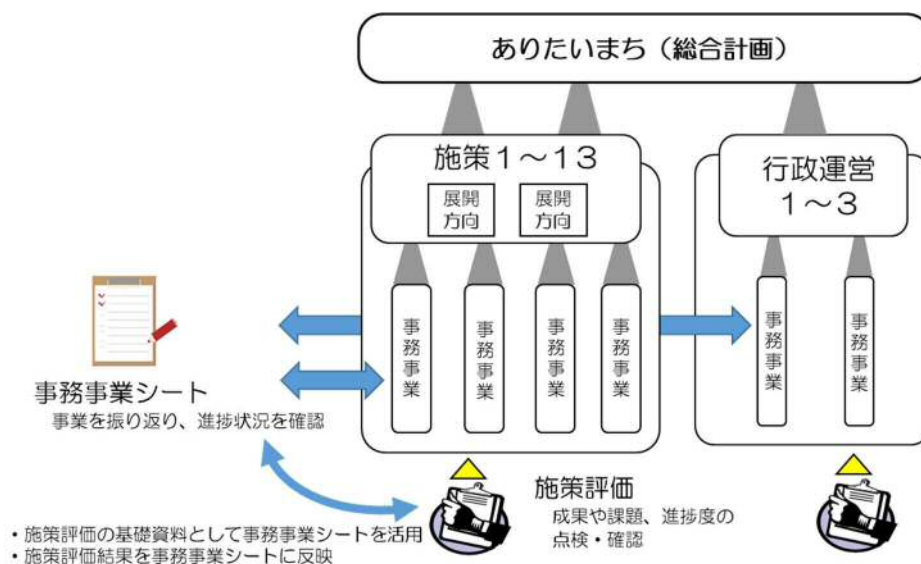 ありたいまち（総合計画）
施策１～１３
展開
方向
展開
方向
行政運営
１～３
事務事業
事務事業
事務事業
事務事業
事務事業
事務事業
事務事業シート
事業を振り返り、進捗状況を確認
施策評価
成果や課題、進捗度の
点検・確認
・施策評価の基礎資料として事務事業シートを活用
・施策評価結果を事務事業シートに反映